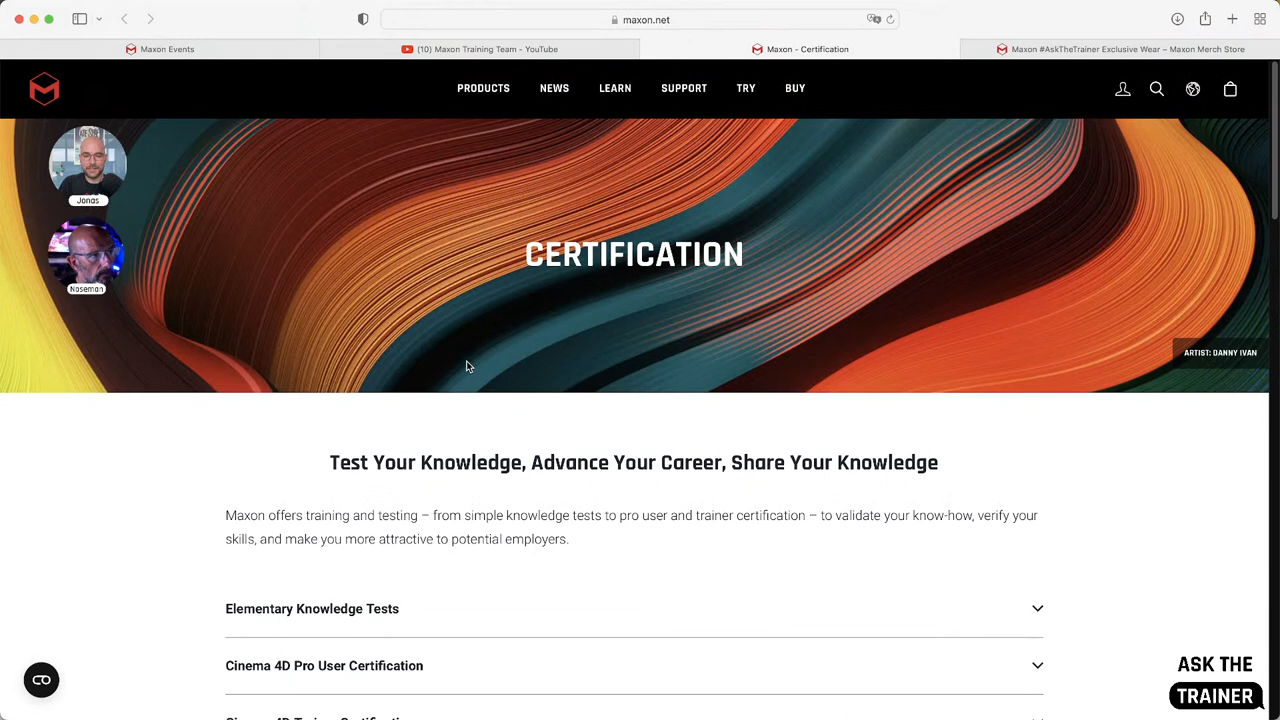 maxon.net
Maxon Events
(10) Maxon Training Team - YouTube
Maxon - Certification
Maxon #AskTheTrainer Exclusive Wear – Maxon Merch Store
PRODUCTS
NEWS
LEARN
SUPPORT
TRY
BUY
Jonas
Noseman
CERTIFICATION
ARTIST: DANNY IVAN
Test Your Knowledge, Advance Your Career, Share Your Knowledge
Maxon offers training and testing – from simple knowledge tests to pro user and trainer certification – to validate your know-how, verify your
skills, and make you more attractive to potential employers.
Elementary Knowledge Tests
Cinema 4D Pro User Certification
ASK THE
TRAINER